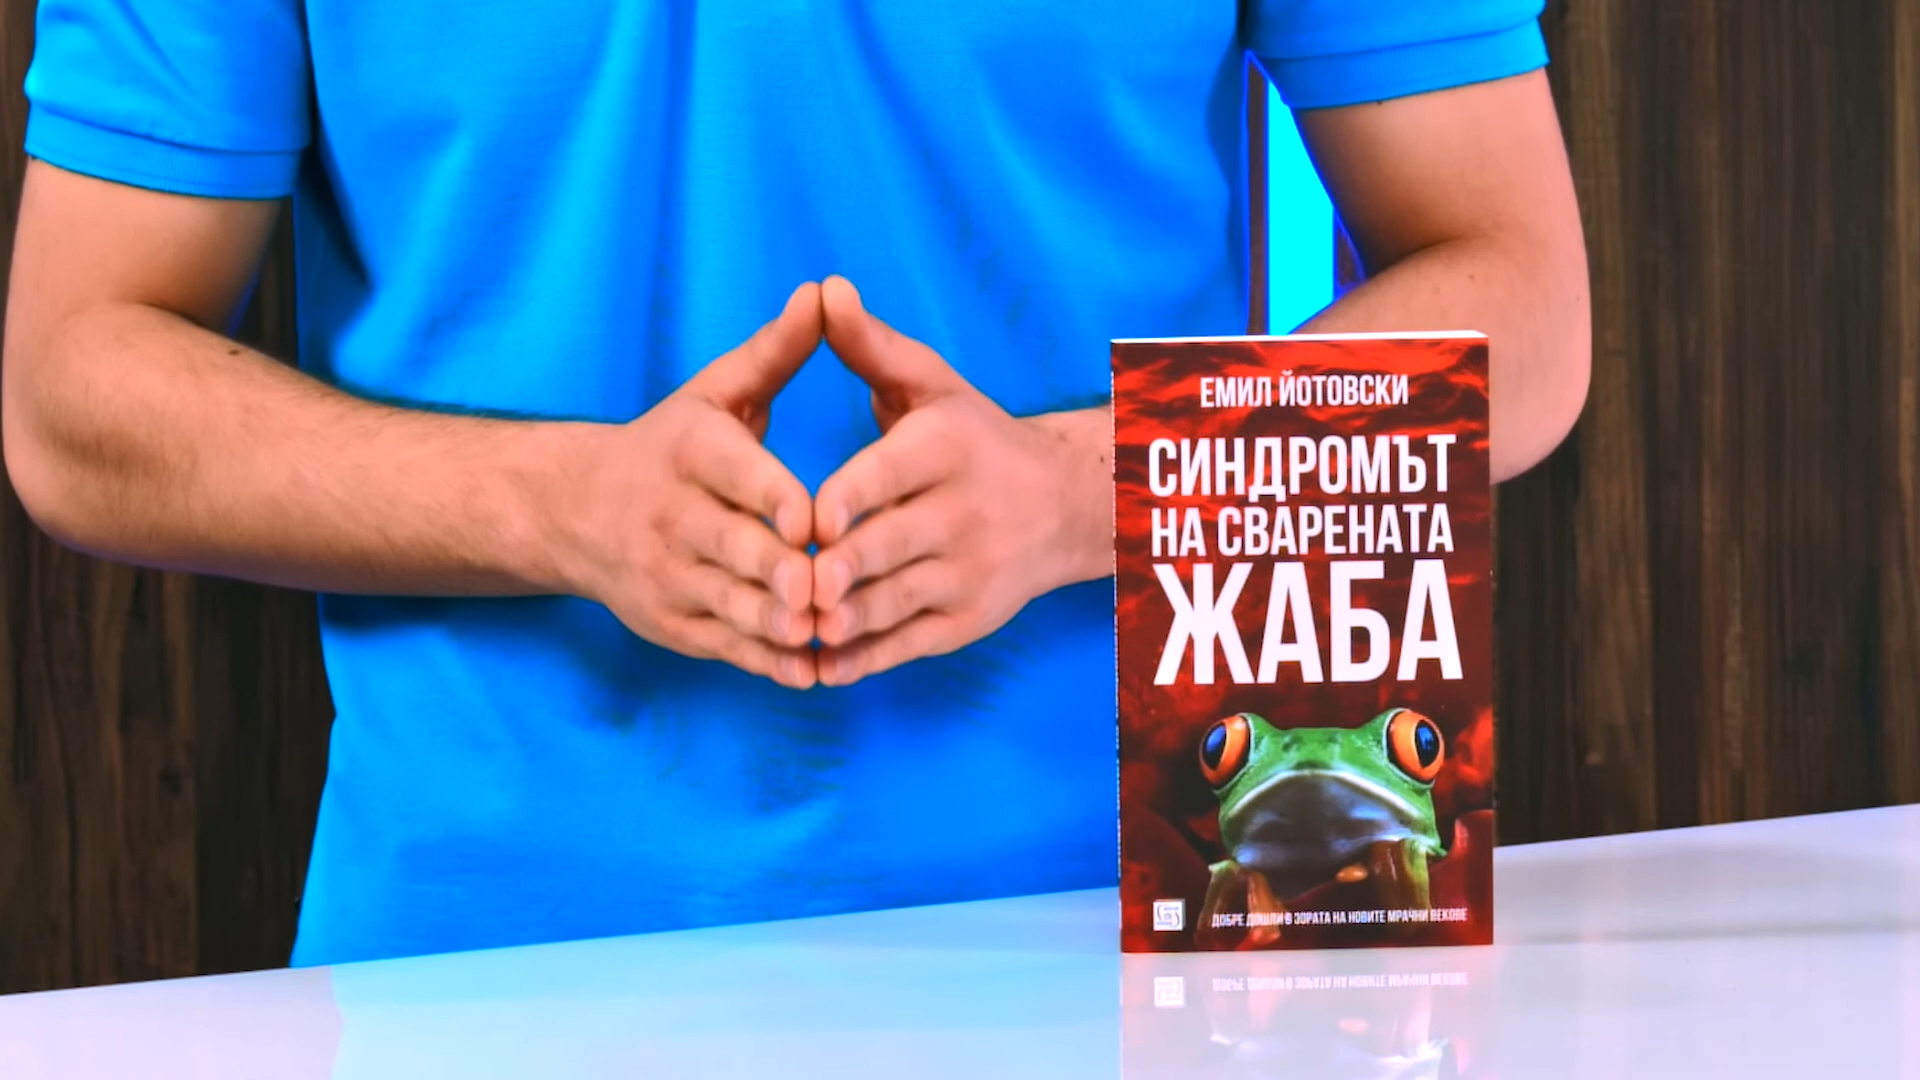 ЕМИЛ ЙОТОВСКИ
СИНДРОМЪТ
НА СВАРЕНАТА
ЖАБА
ДОБРЕ ДОШЛИ В ЗОРАТА НА НОВИТЕ МРАЧНИ ВЕКОВЕ